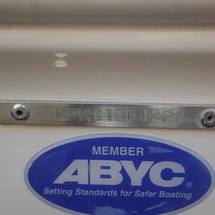 MEMBER
ABYC
Setting Standards for Safer Boating